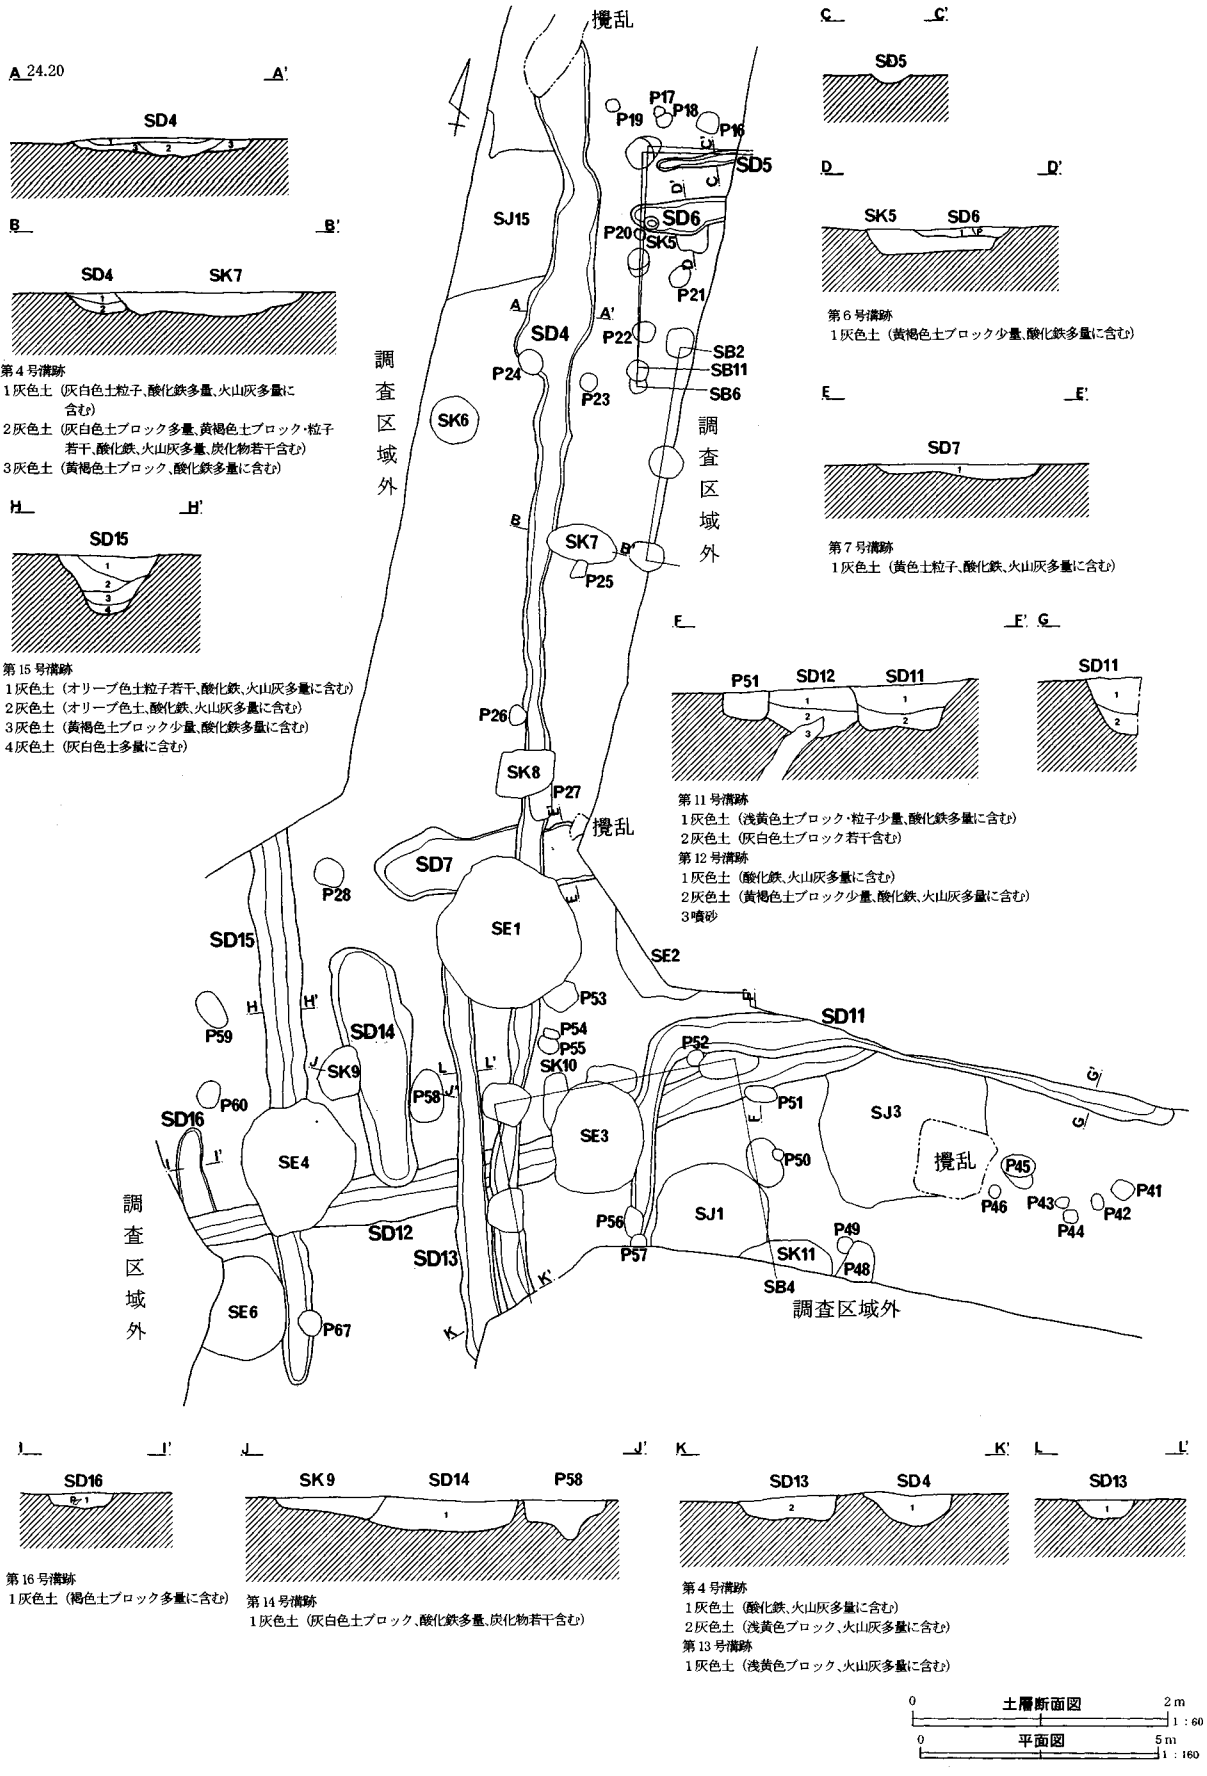 A 24.20 A'
SD4
B B'
SD4 SK7
第4号溝跡
1灰色土（灰白色土粒子、酸化鉄多量、火山灰多量に
含む）
2灰色土（灰白色土ブロック多量、黄褐色土ブロック・粒子
若干、酸化鉄、火山灰多量、炭化物若干含む）
3灰色土（黄褐色土ブロック、酸化鉄多量に含む）
H H'
SD15
1
2
3
4
第15号溝跡
1灰色土（オリーブ色土粒子若干、酸化鉄、火山灰多量に含む）
2灰色土（オリーブ色土、酸化鉄、火山灰多量に含む）
3灰色土（黄褐色土ブロック少量、酸化鉄多量に含む）
4灰色土（灰白色土多量に含む）
攪乱
P17
P18
P19
P16
C'
SD5
D' C
SJ15
SD6
P20
SK5
D
P21
A
A'
SD4
P22
SB2
SB11
SB6
P24
P23
調査区域外
SK6
調査区域外
B
SK7
B'
P25
P26
SK8
P27
E'
攪乱
SD7
P28
E
SE1
SD15
SE2
H H'
P53
F'
SD11
P59
SD14
P54
P55
P52
J
SK9
L L'
SK10
P58
J'
P51
F
SJ3
G'
G
P60
SD16
I I'
SE4
SE3
P50
攪乱
P45
P46
P43
P44
P42
P41
調査区域外
SD12
SD13
P56
P57
SJ1
P49
SK11
P48
SB4
調査区域外
K'
K
SE6
P67
C C'
SD5
D D'
SK5 SD6
1 P
第6号溝跡
1灰色土（黄褐色土ブロック少量、酸化鉄多量に含む）
E E'
SD7
1
第7号溝跡
1灰色土（黄色土粒子、酸化鉄、火山灰多量に含む）
F F' G
P51 SD12 SD11
SD11
1 1
2 2
3
1
2
第11号溝跡
1灰色土（浅黄色土ブロック・粒子少量、酸化鉄多量に含む）
2灰色土（灰白色土ブロック若干含む）
第12号溝跡
1灰色土（酸化鉄、火山灰多量に含む）
2灰色土（黄褐色土ブロック少量、酸化鉄、火山灰多量に含む）
3噴砂
I I'
SD16
P 1
第16号溝跡
1灰色土（褐色土ブロック多量に含む）
J J'
SK9 SD14 P58
1
第14号溝跡
1灰色土（灰白色土ブロック、酸化鉄多量、炭化物若干含む）
K K'
SD13 SD4
2 1
L L'
SD13
1
第4号溝跡
1灰色土（酸化鉄、火山灰多量に含む）
2灰色土（浅黄色ブロック、火山灰多量に含む）
第13号溝跡
1灰色土（浅黄色ブロック、火山灰多量に含む）
0 土層断面図 2m
1：60
0 平面図 5m
1：160